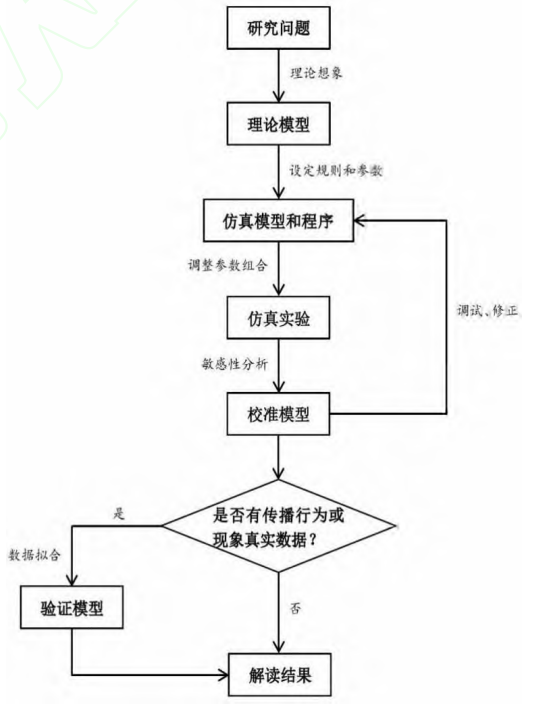 研究问题
理论想象
理论模型
设定规则和参数
仿真模型和程序
调整参数组合
仿真实验
调试、修正
敏感性分析
校准模型
是否有传播行为或
现象真实数据？
是
数据拟合
验证模型
否
解读结果